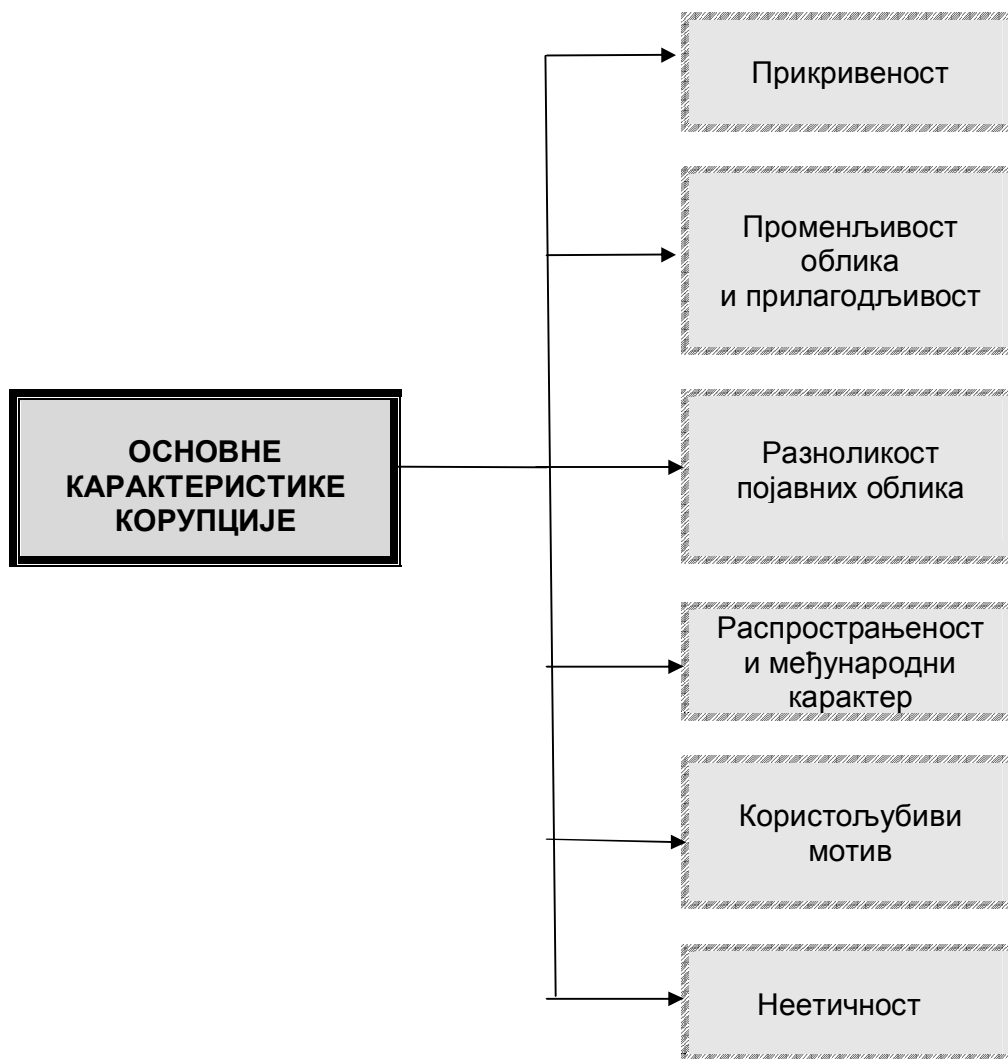 Прикривеност
Променљивост
облика
и прилагодљивост
ОСНОВНЕ
КАРАКТЕРИСТИКЕ
КОРУПЦИЈЕ
Разноликост
појавних облика
Распрострањеност
и међународни
карактер
Користољубиви
мотив
Неетичност